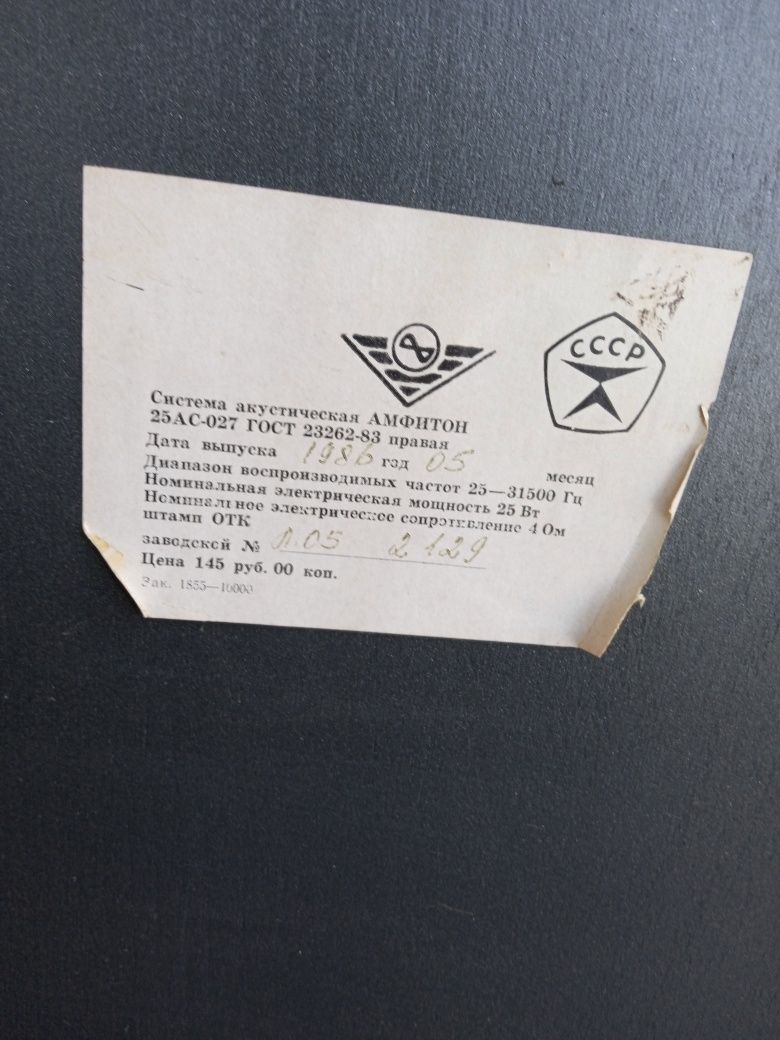 СССР
Система акустическая АМФИТОН
25АС-027 ГОСТ 23262-83 правая
Дата выпуска 1986 год 05 месяц
Диапазон воспроизводимых частот 25—31500 Гц
Номинальная электрическая мощность 25 Вт
Номинальное электрическое сопротивление 4 Ом
штамп ОТК
заводской № Л.05 2129
Цена 145 руб. 00 коп.
Зак. 1855—10000